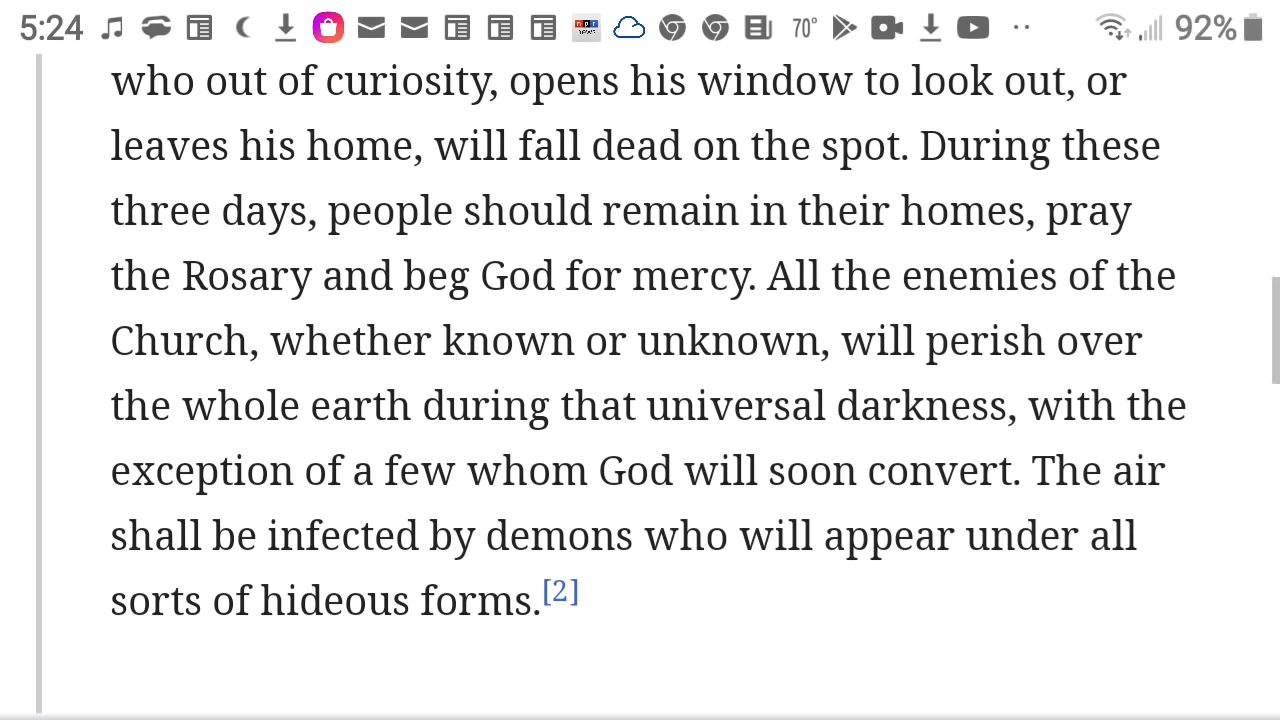 5:24 npr news 70° 92%
who out of curiosity, opens his window to look out, or
leaves his home, will fall dead on the spot. During these
three days, people should remain in their homes, pray
the Rosary and beg God for mercy. All the enemies of the
Church, whether known or unknown, will perish over
the whole earth during that universal darkness, with the
exception of a few whom God will soon convert. The air
shall be infected by demons who will appear under all
sorts of hideous forms.[2]